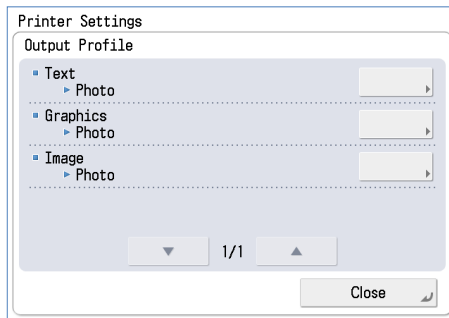 Printer Settings
Output Profile
Text
Photo
Graphics
Photo
Image
Photo
1/1
Close